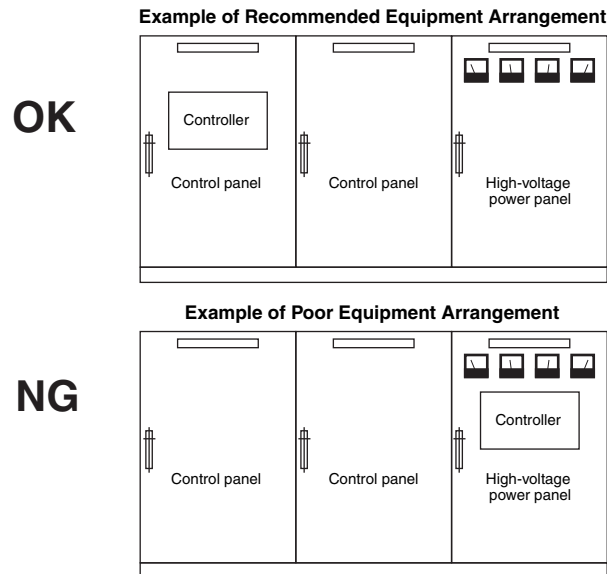 Example of Recommended Equipment Arrangement
OK
Controller
Control panel
Control panel
High-voltage
power panel
Example of Poor Equipment Arrangement
NG
Controller
Control panel
Control panel
High-voltage
power panel